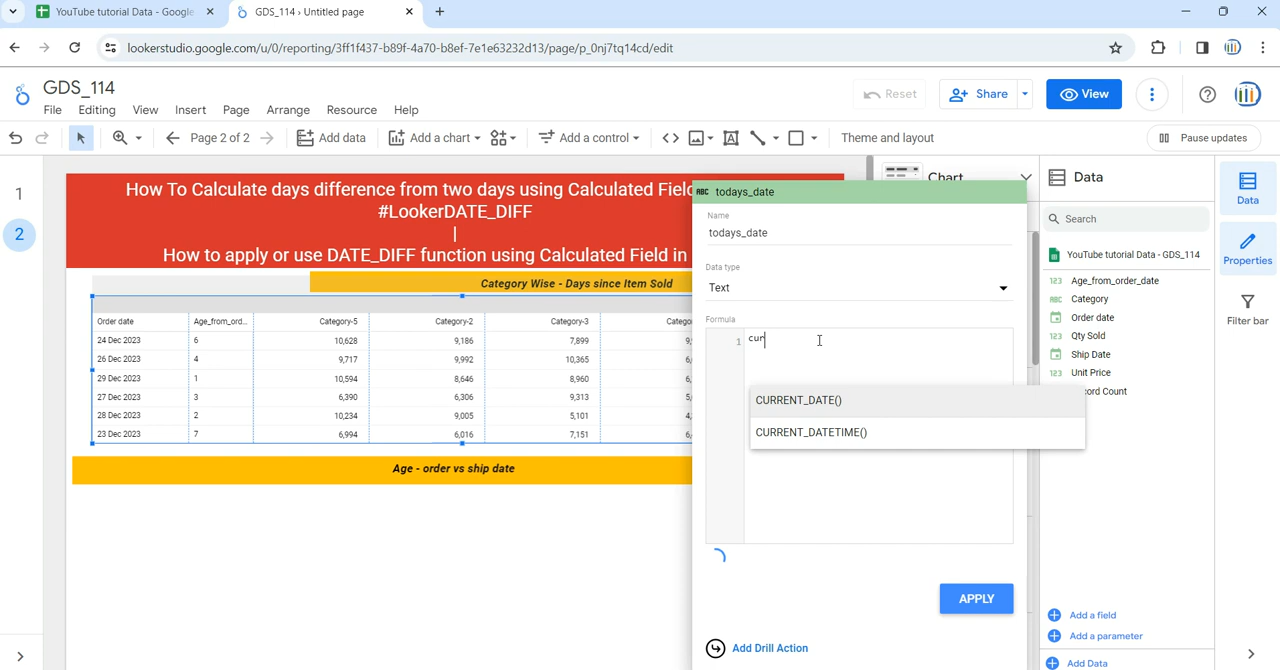 YouTube tutorial Data - Google
GDS_114 › Untitled page
lookerstudio.google.com/u/0/reporting/3ff1f437-b89f-4a70-b8ef-7e1e63232d13/page/p_0nj7tq14cd/edit
GDS_114
File Editing View Insert Page Arrange Resource Help
Reset
Share
View
Page 2 of 2
Add data
Add a chart
Add a control
Theme and layout
Pause updates
1
2
How To Calculate days difference from two days using Calculated Field
#LookerDATE_DIFF
|
How to apply or use DATE_DIFF function using Calculated Field in
Category Wise - Days since Item Sold
Order date Age_from_ord... Category-5 Category-2 Category-3
24 Dec 2023 6 10,628 9,186 7,899
26 Dec 2023 4 9,717 9,992 10,365
29 Dec 2023 1 10,594 8,646 8,960
27 Dec 2023 3 6,390 6,306 9,313
28 Dec 2023 2 10,234 9,005 5,101
23 Dec 2023 7 6,994 6,016 7,151
Age - order vs ship date
ABC todays_date
Name
todays_date
Data type
Text
Formula
1 cur
CURRENT_DATE()
CURRENT_DATETIME()
APPLY
Add Drill Action
Chart
Data
Search
YouTube tutorial Data - GDS_114
123 Age_from_order_date
ABC Category
Order date
123 Qty Sold
Ship Date
123 Unit Price
cord Count
Add a field
Add a parameter
Add Data
Data
Properties
Filter bar